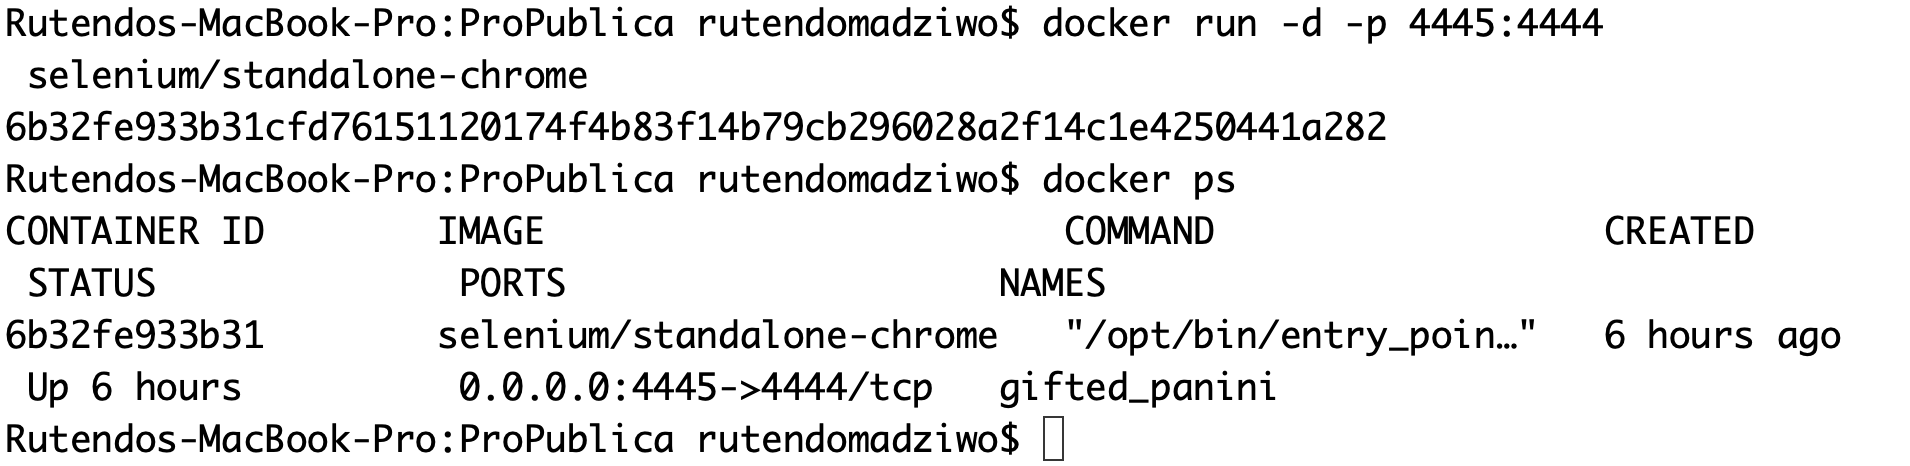 Rutendos-MacBook-Pro:ProPublica rutendomadziwo$ docker run -d -p 4445:4444
selenium/standalone-chrome
6b32fe933b31cfd76151120174f4b83f14b79cb296028a2f14c1e4250441a282
Rutendos-MacBook-Pro:ProPublica rutendomadziwo$ docker ps
CONTAINER ID        IMAGE                        COMMAND                  CREATED
 STATUS              PORTS                    NAMES
6b32fe933b31        selenium/standalone-chrome   "/opt/bin/entry_poin…"   6 hours ago
 Up 6 hours          0.0.0.0:4445->4444/tcp   gifted_panini
Rutendos-MacBook-Pro:ProPublica rutendomadziwo$